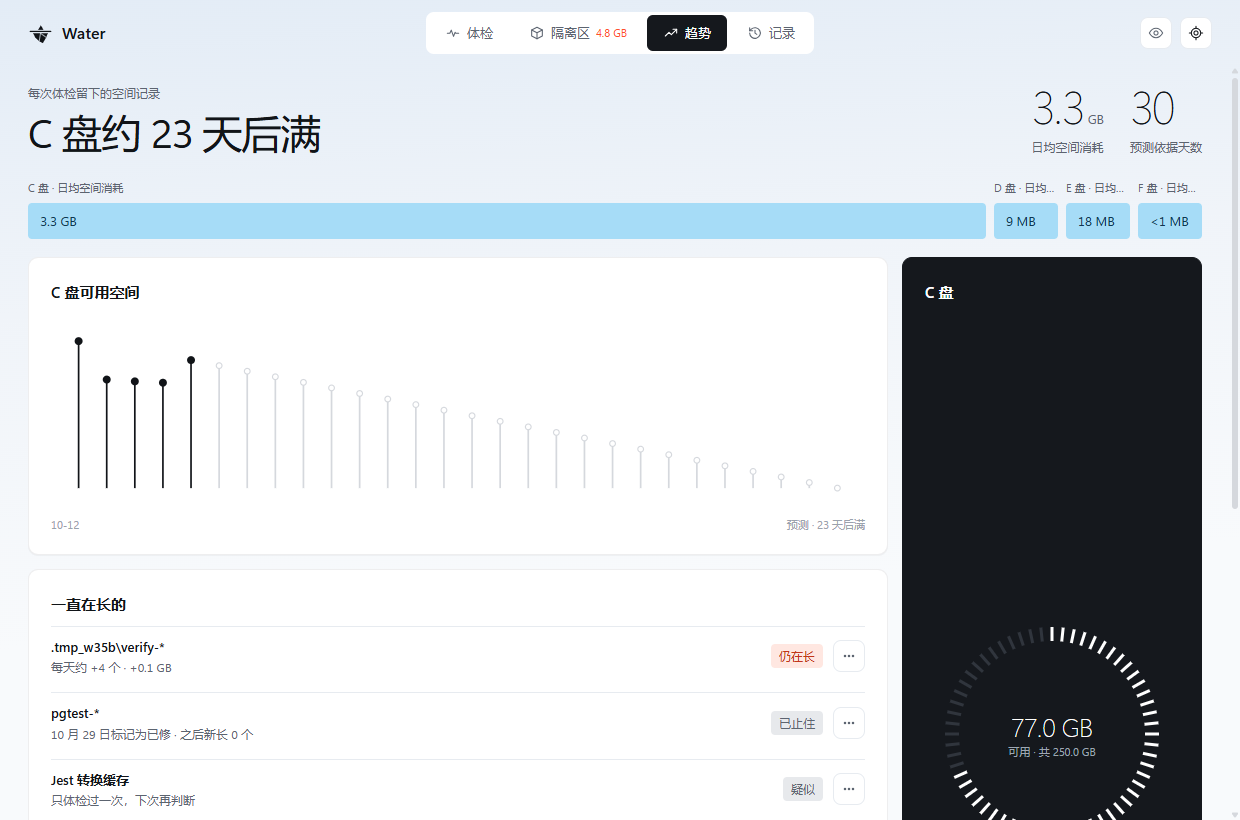 Water
体检
隔离区 4.8 GB
趋势
记录
每次体检留下的空间记录
C 盘约 23 天后满
3.3 GB
日均空间消耗
30
预测依据天数
C 盘 · 日均空间消耗
3.3 GB
D 盘 · 日均...
9 MB
E 盘 · 日均...
18 MB
F 盘 · 日均...
<1 MB
C 盘可用空间
10-12
预测 · 23 天后满
C 盘
77.0 GB
可用 · 共 250.0 GB
一直在长的
.tmp_w35b\verify-*
每天约 +4 个 · +0.1 GB
仍在长
pgtest-*
10 月 29 日标记为已修 · 之后新长 0 个
已止住
Jest 转换缓存
只体检过一次，下次再判断
疑似